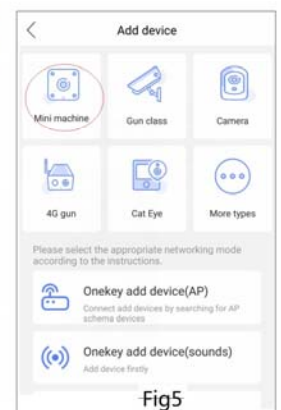 Add device
Mini machine
Gun class
Camera
4G gun
Cat Eye
More types
Please select the appropriate networking mode
according to the instructions.
Onekey add device(AP)
Connect add devices by searching for AP
schema devices
Onekey add device(sounds)
Add device firstly
Fig5